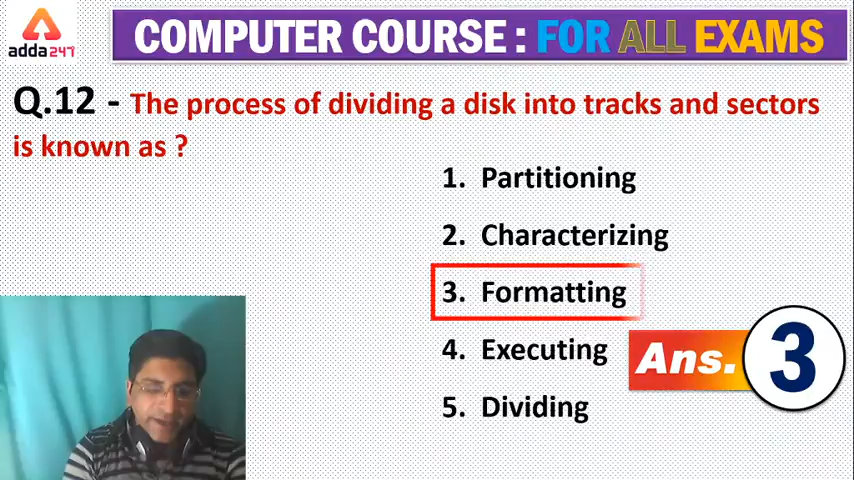 adda247
COMPUTER COURSE : FOR ALL EXAMS
Q.12 - The process of dividing a disk into tracks and sectors
is known as ?
1. Partitioning
2. Characterizing
3. Formatting
4. Executing
5. Dividing
Ans. 3